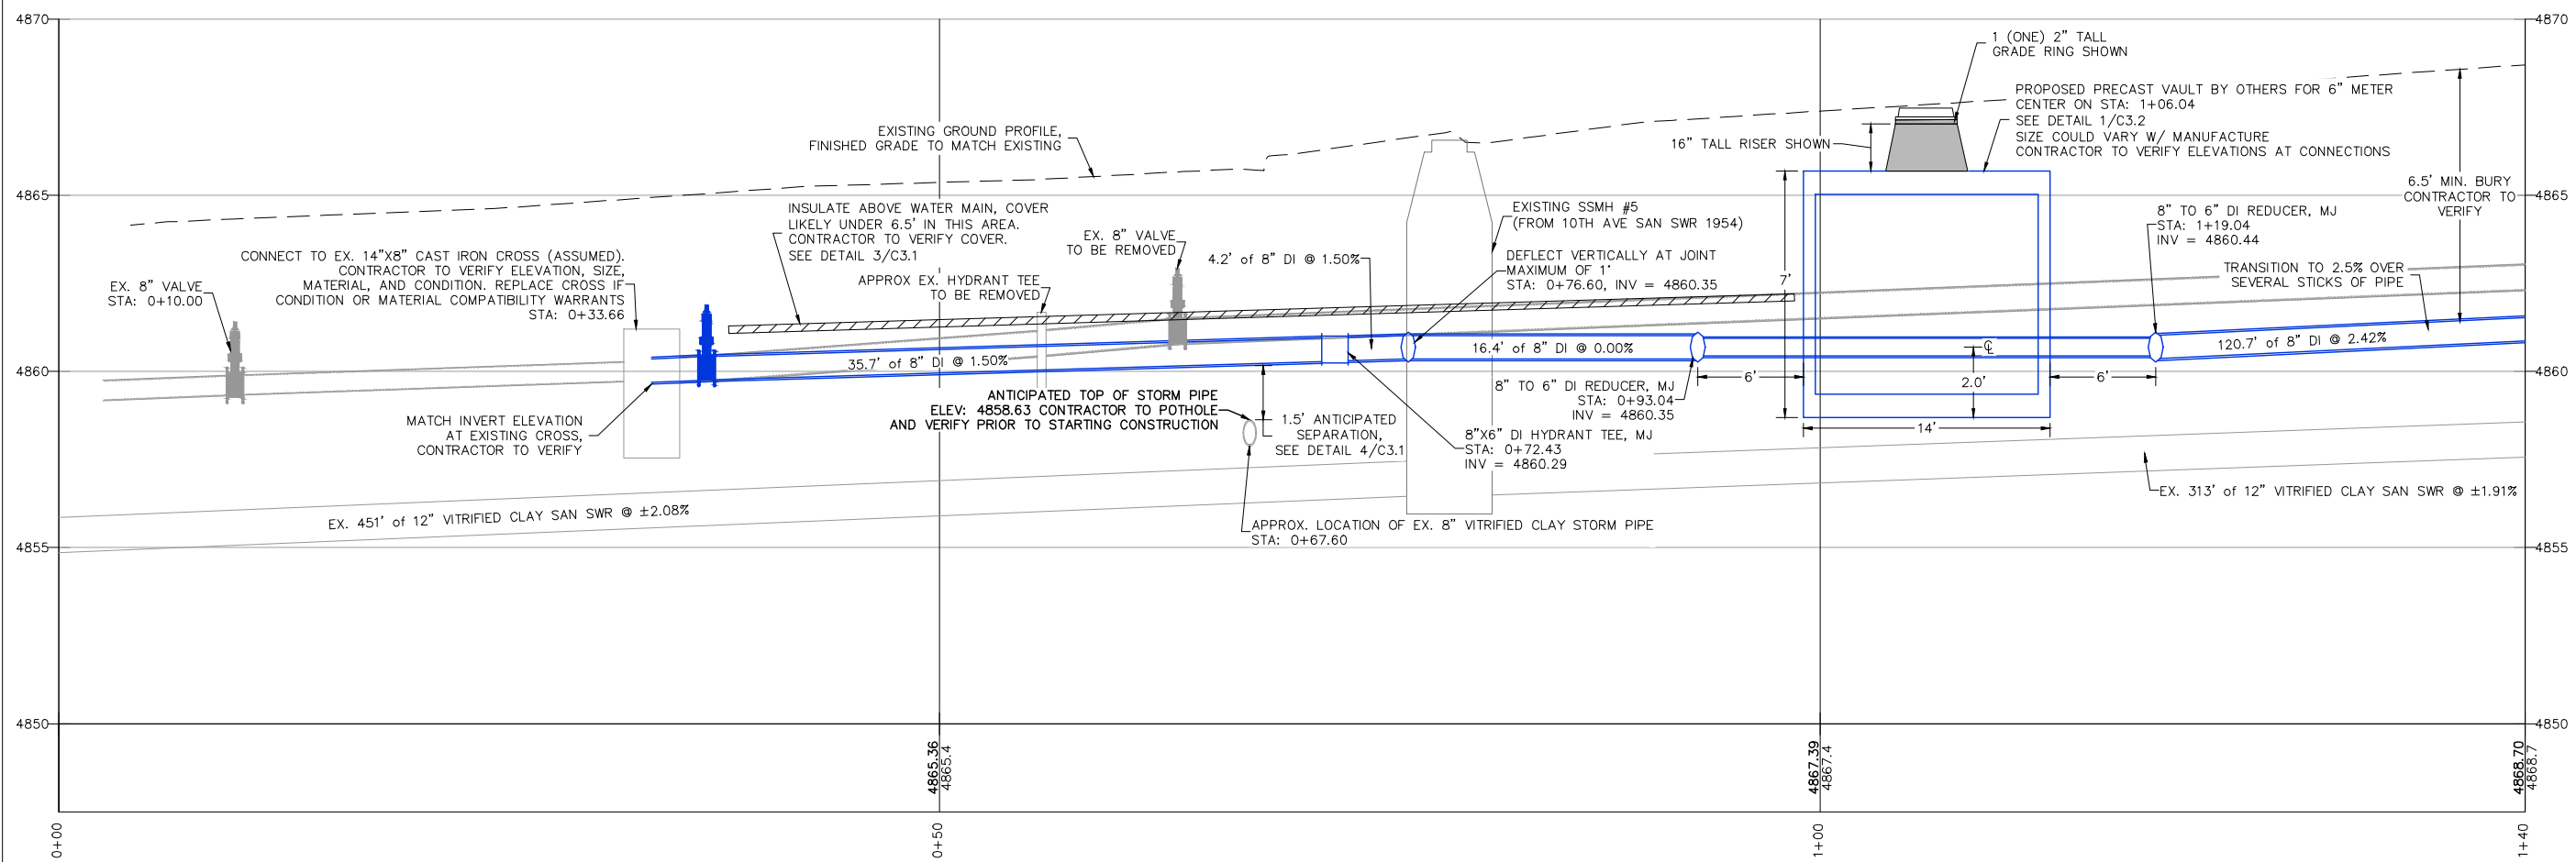 4870
4870
1 (ONE) 2" TALL
GRADE RING SHOWN
PROPOSED PRECAST VAULT BY OTHERS FOR 6" METER
CENTER ON STA: 1+06.04
SEE DETAIL 1/C3.2
SIZE COULD VARY W/ MANUFACTURE
CONTRACTOR TO VERIFY ELEVATIONS AT CONNECTIONS
EXISTING GROUND PROFILE,
FINISHED GRADE TO MATCH EXISTING
16" TALL RISER SHOWN
4865
4865
6.5' MIN. BURY
CONTRACTOR TO
VERIFY
INSULATE ABOVE WATER MAIN, COVER
LIKELY UNDER 6.5' IN THIS AREA.
CONTRACTOR TO VERIFY COVER.
SEE DETAIL 3/C3.1
EXISTING SSMH #5
(FROM 10TH AVE SAN SWR 1954)
8" TO 6" DI REDUCER, MJ
STA: 1+19.04
INV = 4860.44
EX. 8" VALVE
TO BE REMOVED
CONNECT TO EX. 14"X8" CAST IRON CROSS (ASSUMED).
CONTRACTOR TO VERIFY ELEVATION, SIZE,
MATERIAL, AND CONDITION. REPLACE CROSS IF
CONDITION OR MATERIAL COMPATIBILITY WARRANTS
STA: 0+33.66
4.2' of 8" DI @ 1.50%
DEFLECT VERTICALLY AT JOINT
MAXIMUM OF 1°
STA: 0+76.60, INV = 4860.35
7'
TRANSITION TO 2.5% OVER
SEVERAL STICKS OF PIPE
EX. 8" VALVE
STA: 0+10.00
APPROX EX. HYDRANT TEE
TO BE REMOVED
35.7' of 8" DI @ 1.50%
16.4' of 8" DI @ 0.00%
℄
120.7' of 8" DI @ 2.42%
4860
4860
6'
2.0'
6'
8" TO 6" DI REDUCER, MJ
STA: 0+93.04
INV = 4860.35
ANTICIPATED TOP OF STORM PIPE
ELEV: 4858.63 CONTRACTOR TO POTHOLE
AND VERIFY PRIOR TO STARTING CONSTRUCTION
MATCH INVERT ELEVATION
AT EXISTING CROSS,
CONTRACTOR TO VERIFY
1.5' ANTICIPATED
SEPARATION,
SEE DETAIL 4/C3.1
8"X6" DI HYDRANT TEE, MJ
STA: 0+72.43
INV = 4860.29
14'
EX. 451' of 12" VITRIFIED CLAY SAN SWR @ ±2.08%
EX. 313' of 12" VITRIFIED CLAY SAN SWR @ ±1.91%
APPROX. LOCATION OF EX. 8" VITRIFIED CLAY STORM PIPE
STA: 0+67.60
4855
4855
4850
4850
4865.36
4865.4
4867.39
4867.4
4868.70
4868.7
0+00
0+50
1+00
1+40